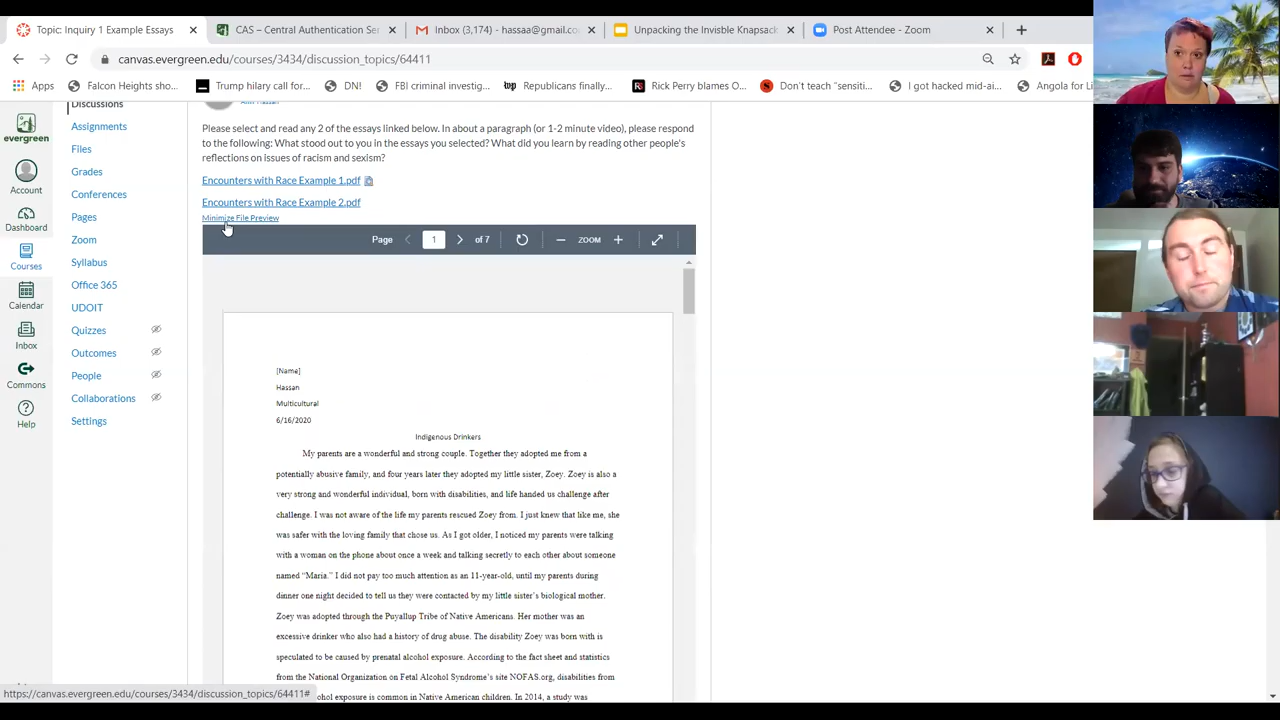 Topic: Inquiry 1 Example Essays
CAS – Central Authentication Ser
Inbox (3,174) - hassaa@gmail.co
Unpacking the Invisble Knapsack
Post Attendee - Zoom
canvas.evergreen.edu/courses/3434/discussion_topics/64411
Apps
Falcon Heights sho...
Trump hilary call for...
DN!
FBI criminal investig...
Republicans finally...
Rick Perry blames O...
Don't teach "sensiti...
I got hacked mid-ai...
Angola for Li
evergreen
Account
Dashboard
Courses
Calendar
Inbox
Commons
Help
Discussions
Assignments
Files
Grades
Conferences
Pages
Zoom
Syllabus
Office 365
UDOIT
Quizzes
Outcomes
People
Collaborations
Settings
Please select and read any 2 of the essays linked below. In about a paragraph (or 1-2 minute video), please respond
to the following: What stood out to you in the essays you selected? What did you learn by reading other people's
reflections on issues of racism and sexism?
Encounters with Race Example 1.pdf
Encounters with Race Example 2.pdf
Minimize File Preview
Page 1 of 7 ZOOM
[Name]
Hassan
Multicultural
6/16/2020
Indigenous Drinkers
My parents are a wonderful and strong couple. Together they adopted me from a
potentially abusive family, and four years later they adopted my little sister, Zoey. Zoey is also a
very strong and wonderful individual, born with disabilities, and life handed us challenge after
challenge. I was not aware of the life my parents rescued Zoey from. I just knew that like me, she
was safer with the loving family that chose us. As I got older, I noticed my parents were talking
with a woman on the phone about once a week and talking secretly to each other about someone
named "Maria." I did not pay too much attention as an 11-year-old, until my parents during
dinner one night decided to tell us they were contacted by my little sister's biological mother.
Zoey was adopted through the Puyallup Tribe of Native Americans. Her mother was an
excessive drinker who also had a history of drug abuse. The disability Zoey was born with is
speculated to be caused by prenatal alcohol exposure. According to the fact sheet and statistics
from the National Organization on Fetal Alcohol Syndrome's site NOFAS.org, disabilities from
hol exposure is common in Native American children. In 2014, a study was
https://canvas.evergreen.edu/courses/3434/discussion_topics/64411#